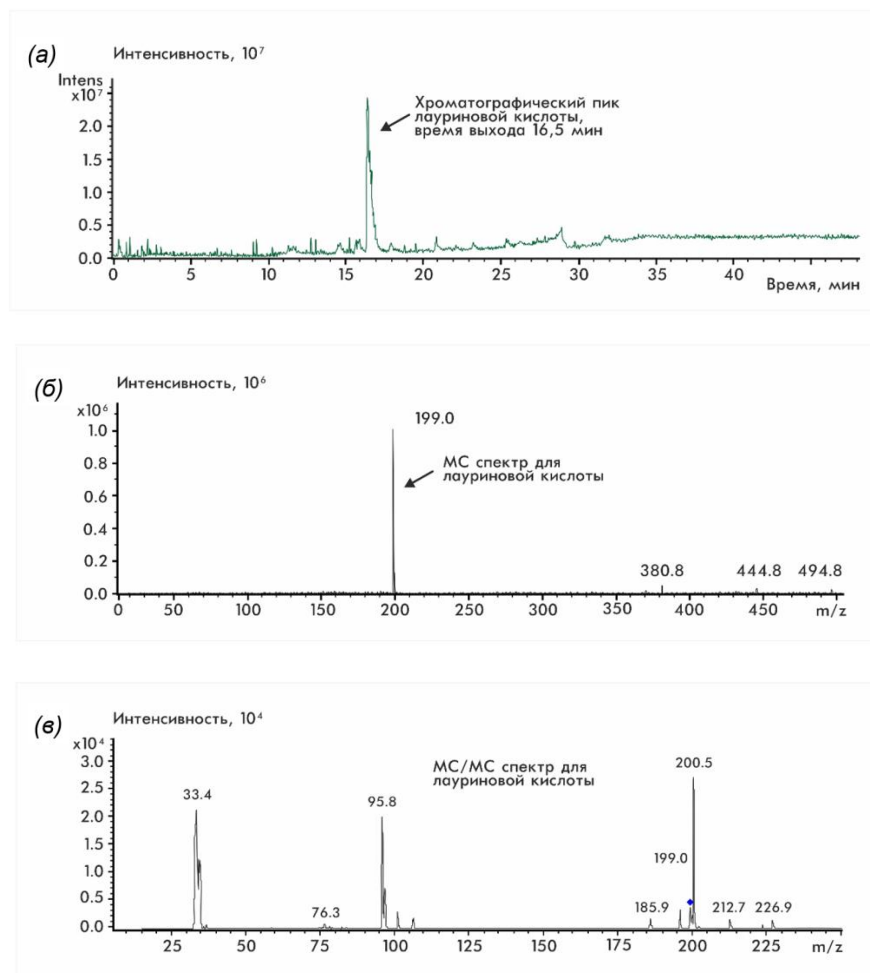 (а)
Интенсивность, 10⁷
Intens
x10⁷
Хроматографический пик
лауриновой кислоты,
время выхода 16,5 мин
2.0
1.5
1.0
0.5
0.0
0 5 10 15 20 25 30 35 40
Время, мин
(б)
Интенсивность, 10⁶
x10⁶
199.0
1.0
МС спектр для
лауриновой кислоты
0.8
0.6
0.4
0.2
380.8 444.8 494.8
0.0
0 50 100 150 200 250 300 350 400 450 m/z
(в)
Интенсивность, 10⁴
x10⁴
3.0
МС/МС спектр для
лауриновой кислоты
200.5
2.5
33.4
95.8
2.0
1.5
199.0
1.0
0.5
76.3
185.9
212.7 226.9
0.0
25 50 75 100 125 150 175 200 225 m/z